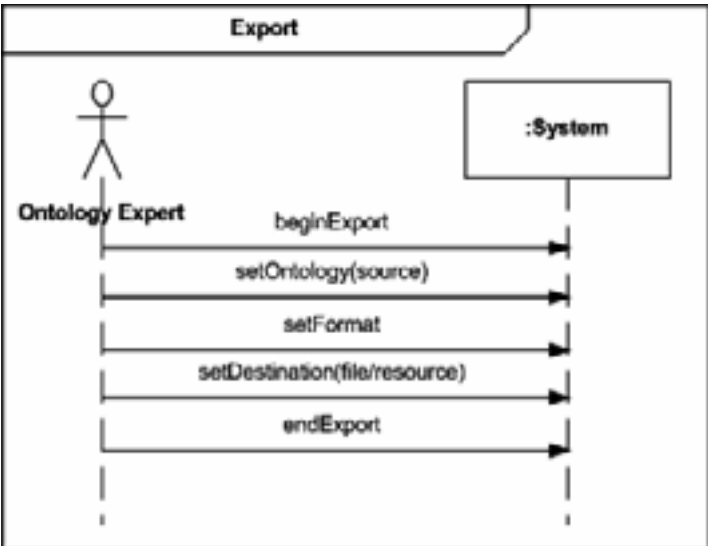 Export
:System
Ontology Expert
beginExport
setOntology(source)
setFormat
setDestination(file/resource)
endExport